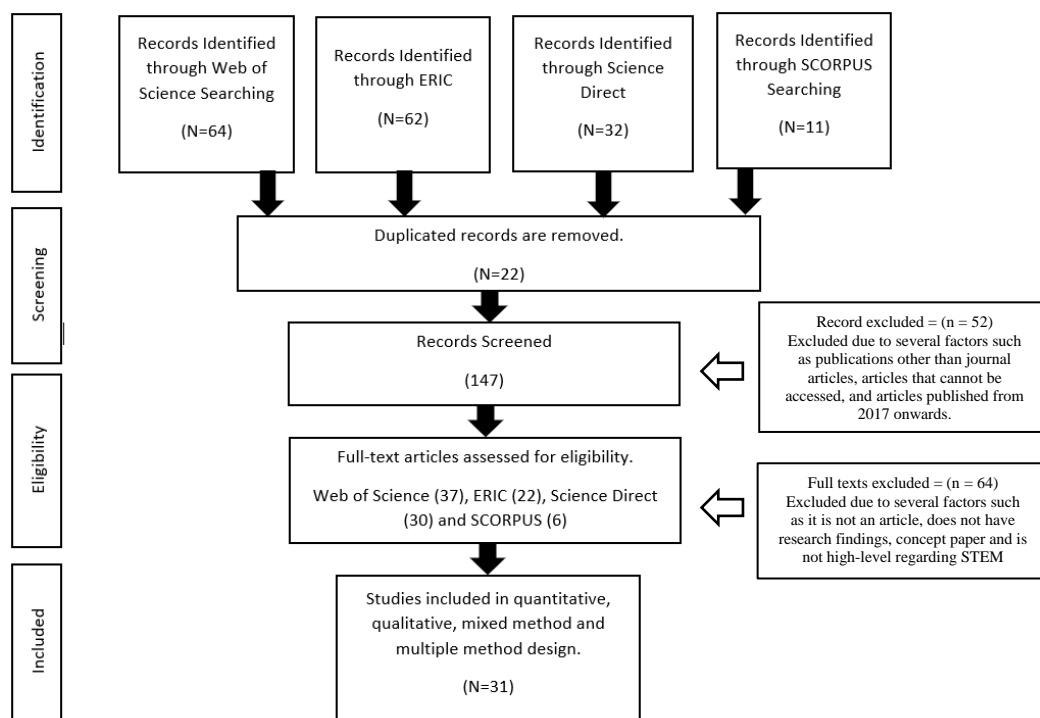 Identification
Records Identified
through Web of
Science Searching
(N=64)
Records Identified
through ERIC
(N=62)
Records Identified
through Science
Direct
(N=32)
Records Identified
through SCORPUS
Searching
(N=11)
Screening
Duplicated records are removed.
(N=22)
Records Screened
(147)
Record excluded = (n = 52)
Excluded due to several factors such
as publications other than journal
articles, articles that cannot be
accessed, and articles published from
2017 onwards.
Eligibility
Full-text articles assessed for eligibility.
Web of Science (37), ERIC (22), Science Direct
(30) and SCORPUS (6)
Full texts excluded = (n = 64)
Excluded due to several factors such
as it is not an article, does not have
research findings, concept paper and is
not high-level regarding STEM
Included
Studies included in quantitative,
qualitative, mixed method and
multiple method design.
(N=31)